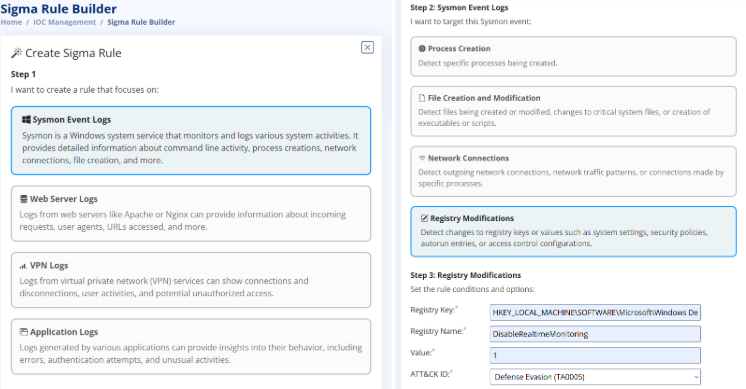 Sigma Rule Builder
Home / IOC Management / Sigma Rule Builder
Create Sigma Rule
Step 1
I want to create a rule that focuses on:
Sysmon Event Logs
Sysmon is a Windows system service that monitors and logs various system activities. It
provides detailed information about command line activity, process creations, network
connections, file creation, and more.
Web Server Logs
Logs from web servers like Apache or Nginx can provide information about incoming
requests, user agents, URLs accessed, and more.
VPN Logs
Logs from virtual private network (VPN) services can show connections and
disconnections, user activities, and potential unauthorized access.
Application Logs
Logs generated by various applications can provide insights into their behavior, including
errors, authentication attempts, and unusual activities.
Step 2: Sysmon Event Logs
I want to target this Sysmon event:
Process Creation
Detect specific processes being created.
File Creation and Modification
Detect files being created or modified, changes to critical system files, or creation of
executables or scripts.
Network Connections
Detect outgoing network connections, network traffic patterns, or connections made by
specific processes.
Registry Modifications
Detect changes to registry keys or values such as system settings, security policies,
autorun entries, or access control configurations.
Step 3: Registry Modifications
Set the rule conditions and options:
Registry Key:* HKEY_LOCAL_MACHINE\SOFTWARE\Microsoft\Windows De
Registry Name:* DisableRealtimeMonitoring
Value:* 1
ATT&CK ID:* Defense Evasion (TA0005)